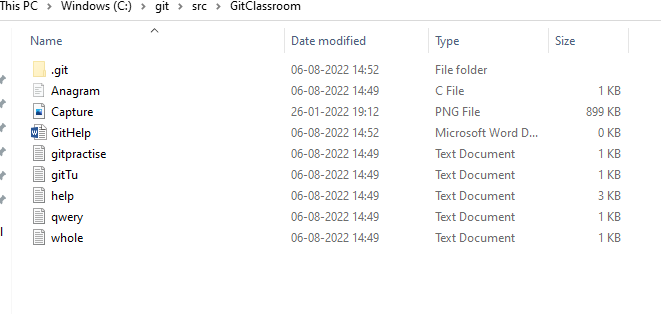 This PC > Windows (C:) > git > src > GitClassroom
Name Date modified Type Size
.git 06-08-2022 14:52 File folder
Anagram 06-08-2022 14:49 C File 1 KB
Capture 26-01-2022 19:12 PNG File 899 KB
GitHelp 06-08-2022 14:52 Microsoft Word D... 0 KB
gitpractise 06-08-2022 14:49 Text Document 1 KB
gitTu 06-08-2022 14:49 Text Document 1 KB
help 06-08-2022 14:49 Text Document 3 KB
qwery 06-08-2022 14:49 Text Document 1 KB
whole 06-08-2022 14:49 Text Document 1 KB